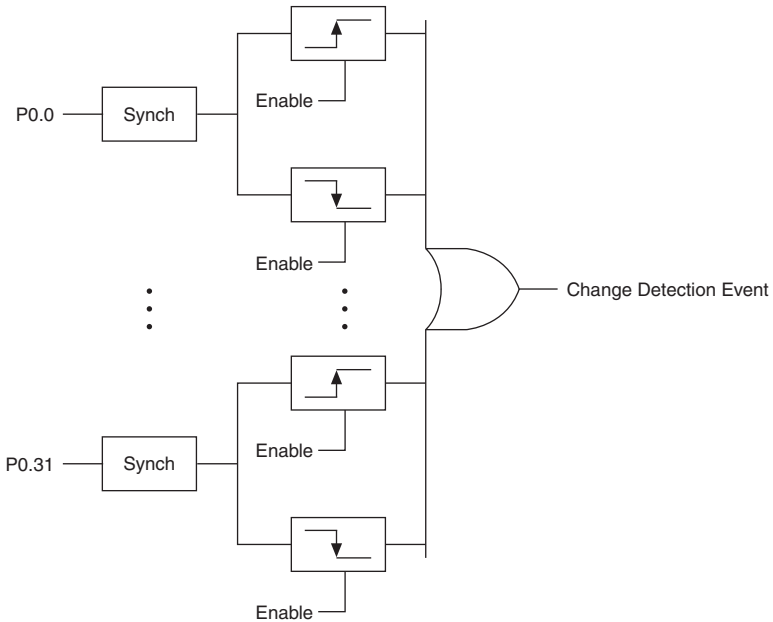 Enable
P0.0
Synch
Enable
Change Detection Event
Enable
P0.31
Synch
Enable